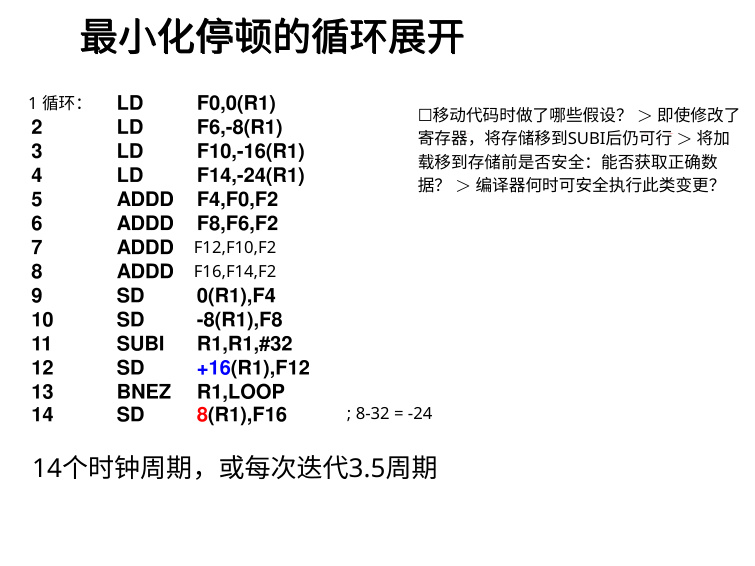 最小化停顿的循环展开
1 循环： LD F0,0(R1)
2 LD F6,-8(R1)
3 LD F10,-16(R1)
4 LD F14,-24(R1)
5 ADDD F4,F0,F2
6 ADDD F8,F6,F2
7 ADDD F12,F10,F2
8 ADDD F16,F14,F2
9 SD 0(R1),F4
10 SD -8(R1),F8
11 SUBI R1,R1,#32
12 SD +16(R1),F12
13 BNEZ R1,LOOP
14 SD 8(R1),F16 ; 8-32 = -24
□移动代码时做了哪些假设？ ＞ 即使修改了
寄存器，将存储移到SUBI后仍可行 ＞ 将加
载移到存储前是否安全：能否获取正确数
据？ ＞ 编译器何时可安全执行此类变更？
14个时钟周期，或每次迭代3.5周期